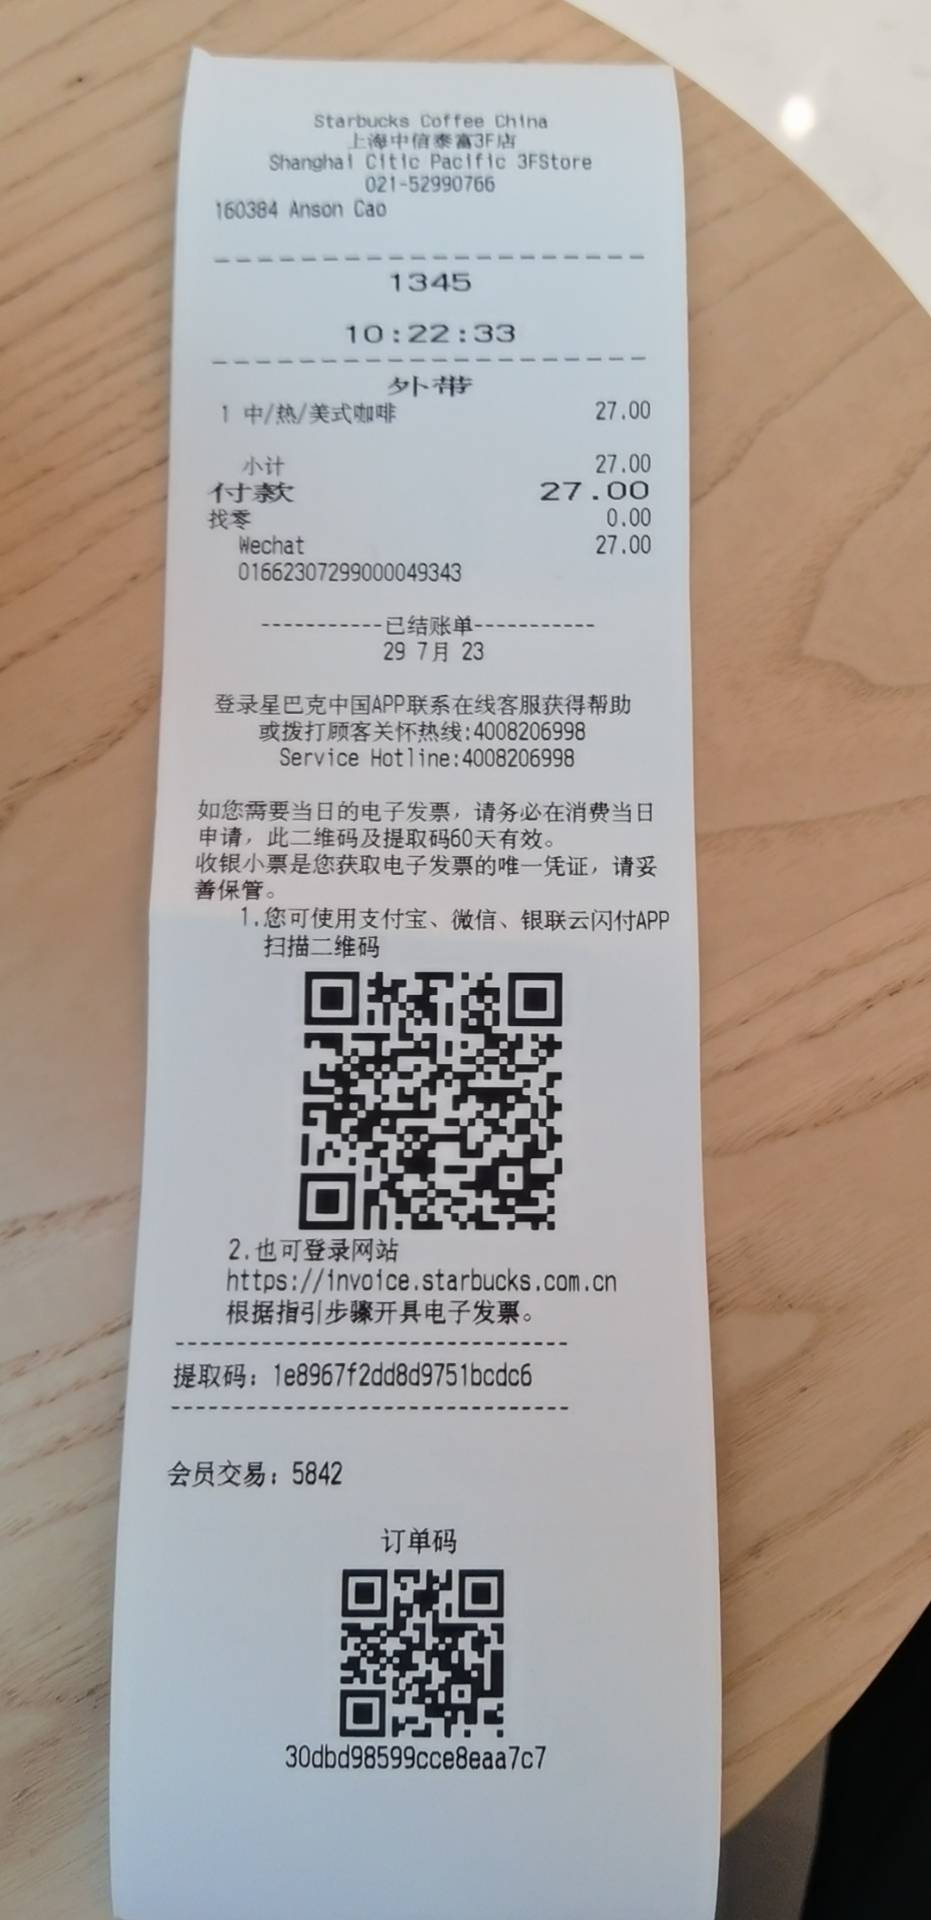 Starbucks Coffee China
上海中信泰富3F店
Shanghai Citic Pacific 3FStore
021-52990766
160384 Anson Cao
--------------------
1345
10:22:33
--------------------
外带
1 中/热/美式咖啡 27.00
小计 27.00
付款 27.00
找零 0.00
Wechat 27.00
01662307299000049343
-----------已结账单-----------
29 7月 23
登录星巴克中国APP联系在线客服获得帮助
或拨打顾客关怀热线:4008206998
Service Hotline:4008206998
如您需要当日的电子发票，请务必在消费当日
申请，此二维码及提取码60天有效。
收银小票是您获取电子发票的唯一凭证，请妥
善保管。
1.您可使用支付宝、微信、银联云闪付APP
扫描二维码
2.也可登录网站
https://invoice.starbucks.com.cn
根据指引步骤开具电子发票。
--------------------------------
提取码：1e8967f2dd8d9751bcdc6
--------------------------------
会员交易：5842
订单码
30dbd98599cce8eaa7c7